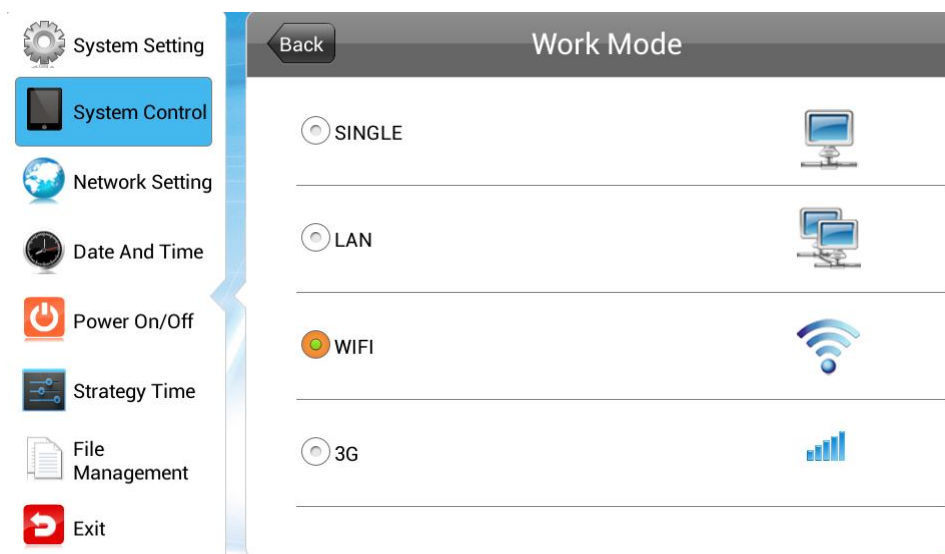 System Setting
System Control
Network Setting
Date And Time
Power On/Off
Strategy Time
File
Management
Exit
Back
Work Mode
SINGLE
LAN
WIFI
3G